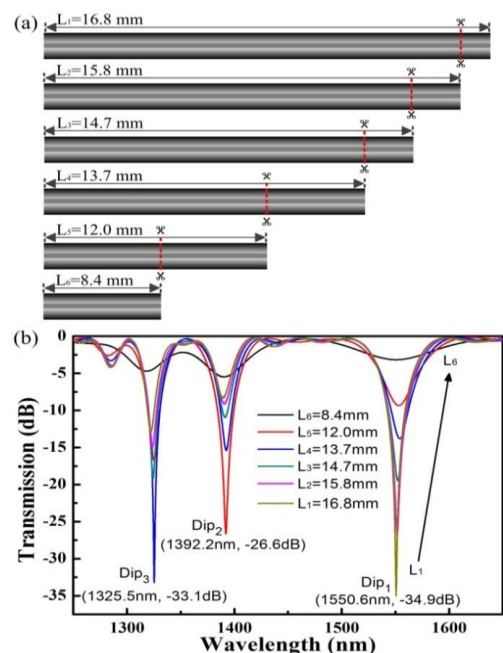 (a)
L₁=16.8 mm
L₂=15.8 mm
L₃=14.7 mm
L₄=13.7 mm
L₅=12.0 mm
L₆=8.4 mm
(b)
0
-5
-10
-15
-20
-25
-30
-35
Transmission (dB)
L₆=8.4mm
L₅=12.0mm
L₄=13.7mm
L₃=14.7mm
L₂=15.8mm
L₁=16.8mm
L₆
L₁
Dip₂
(1392.2nm, -26.6dB)
Dip₃
(1325.5nm, -33.1dB)
Dip₁
(1550.6nm, -34.9dB)
1300 1400 1500 1600
Wavelength (nm)